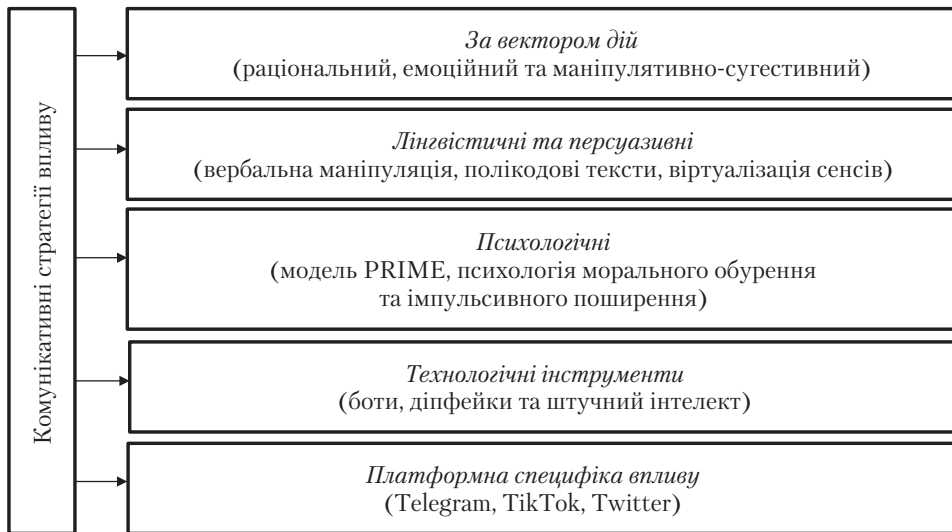 Комунікативні стратегії впливу
За вектором дій
(раціональний, емоційний та маніпулятивно-сугестивний)
Лінгвістичні та персуазивні
(вербальна маніпуляція, полікодові тексти, віртуалізація сенсів)
Психологічні
(модель PRIME, психологія морального обурення
та імпульсивного поширення)
Технологічні інструменти
(боти, діпфейки та штучний інтелект)
Платформна специфіка впливу
(Telegram, TikTok, Twitter)